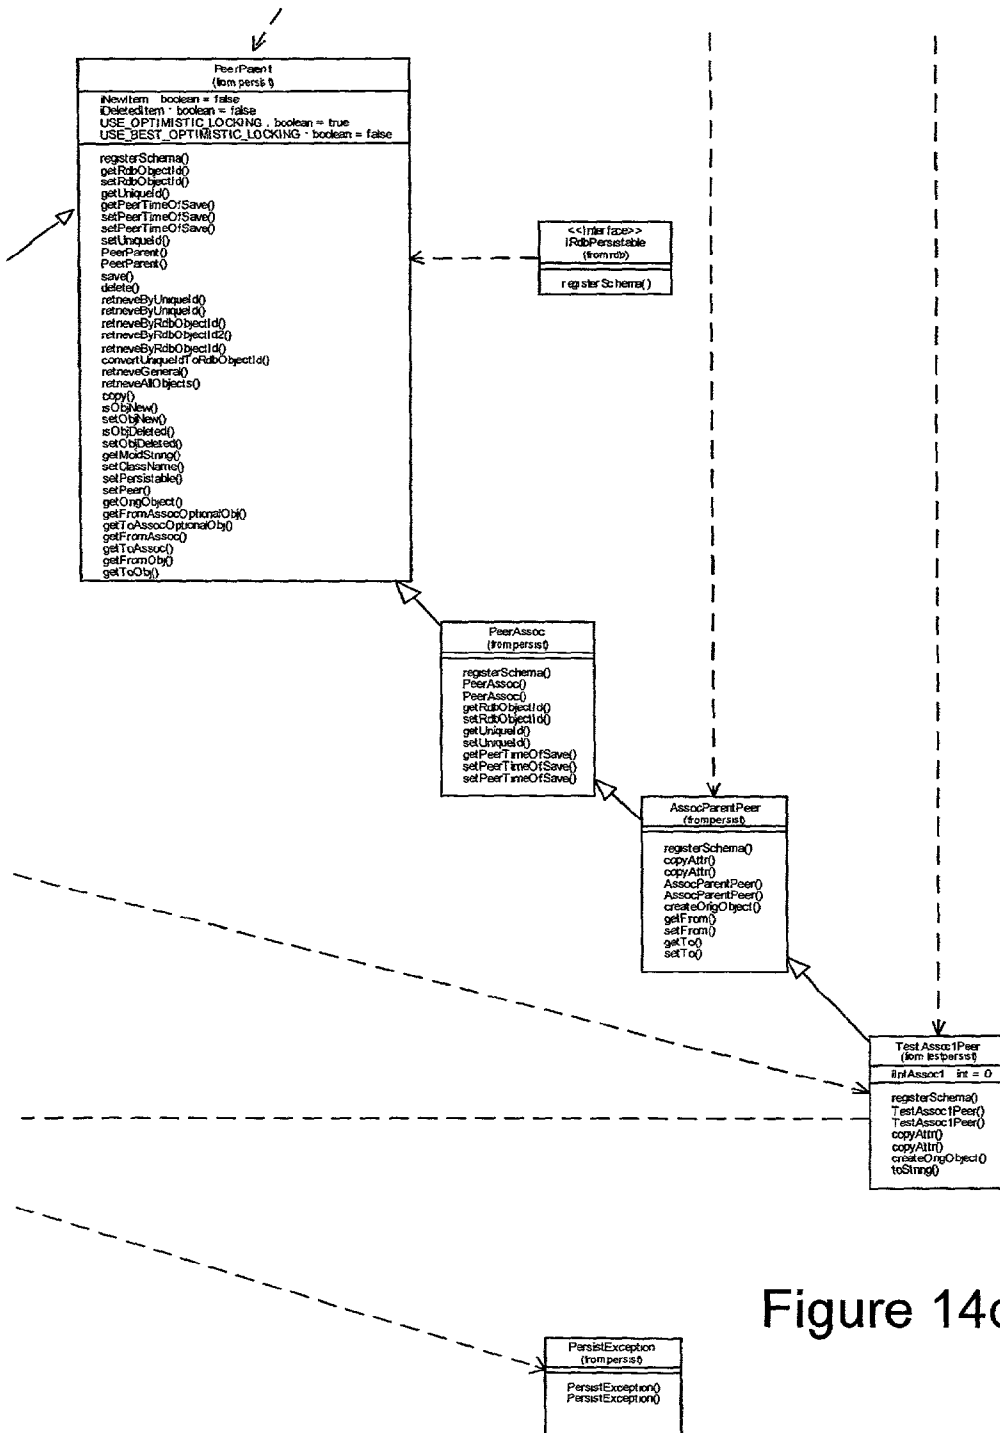 PeerParent
(from persist)
iNewItem boolean = false
iDeletedItem : boolean = false
USE_OPTIMISTIC_LOCKING . boolean = true
USE_BEST_OPTIMISTIC_LOCKING : boolean = false
registerSchema()
getRdbObjectId()
setRdbObjectId()
getUniqueId()
getPeerTimeOfSave()
setPeerTimeOfSave()
setPeerTimeOfSave()
setUniqueId()
PeerParent()
PeerParent()
save()
delete()
retrieveByUniqueId()
retrieveByUniqueId()
retrieveByRdbObjectId()
retrieveByRdbObjectId2()
retrieveByRdbObjectId()
convertUniqueIdToRdbObjectId()
retrieveGeneral()
retrieveAllObjects()
copy()
isObjNew()
setObjNew()
isObjDeleted()
setObjDeleted()
getMoidString()
setClassName()
setPersistable()
setPeer()
getOrigObject()
getFromAssocOptionalObj()
getToAssocOptionalObj()
getFromAssoc()
getToAssoc()
getFromObj()
getToObj()
<<Interface>>
IRdbPersistable
(from rdb)
registerSchema()
PeerAssoc
(from persist)
registerSchema()
PeerAssoc()
PeerAssoc()
getRdbObjectId()
setRdbObjectId()
getUniqueId()
setUniqueId()
getPeerTimeOfSave()
setPeerTimeOfSave()
setPeerTimeOfSave()
AssocParentPeer
(from persist)
registerSchema()
copyAttr()
copyAttr()
AssocParentPeer()
AssocParentPeer()
createOrigObject()
getFrom()
setFrom()
getTo()
setTo()
TestAssoc1Peer
(from testpersist)
iIntAssoc1 int = 0
registerSchema()
TestAssoc1Peer()
TestAssoc1Peer()
copyAttr()
copyAttr()
createOrigObject()
toString()
Figure 14c
PersistException
(from persist)
PersistException()
PersistException()